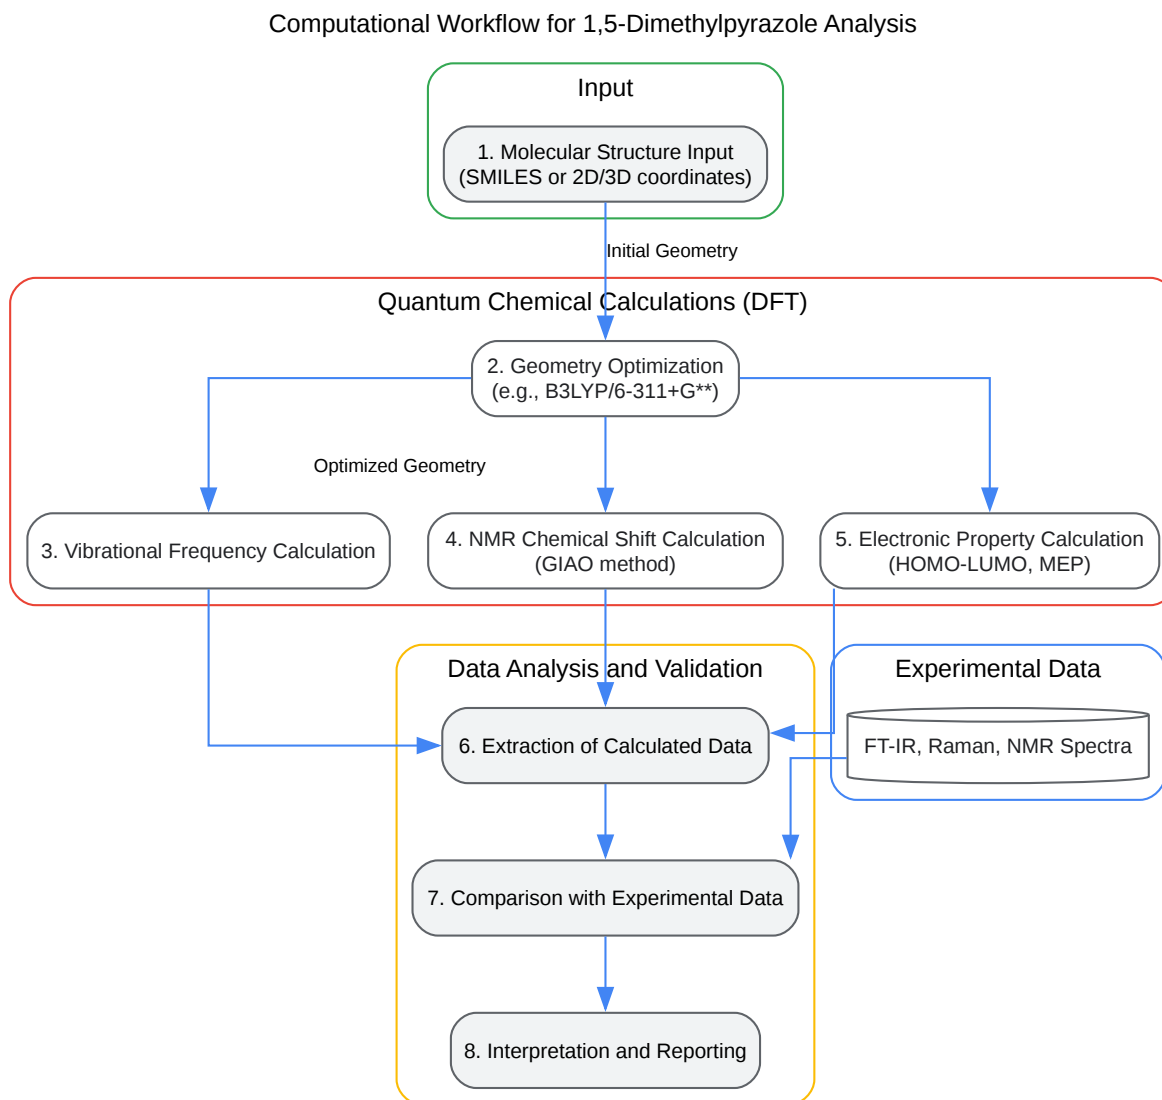 Computational Workflow for 1,5-Dimethylpyrazole Analysis
Input
1. Molecular Structure Input
(SMILES or 2D/3D coordinates)
Initial Geometry
Quantum Chemical Calculations (DFT)
2. Geometry Optimization
(e.g., B3LYP/6-311+G**)
Optimized Geometry
3. Vibrational Frequency Calculation
4. NMR Chemical Shift Calculation
(GIAO method)
5. Electronic Property Calculation
(HOMO-LUMO, MEP)
Data Analysis and Validation
Experimental Data
6. Extraction of Calculated Data
FT-IR, Raman, NMR Spectra
7. Comparison with Experimental Data
8. Interpretation and Reporting